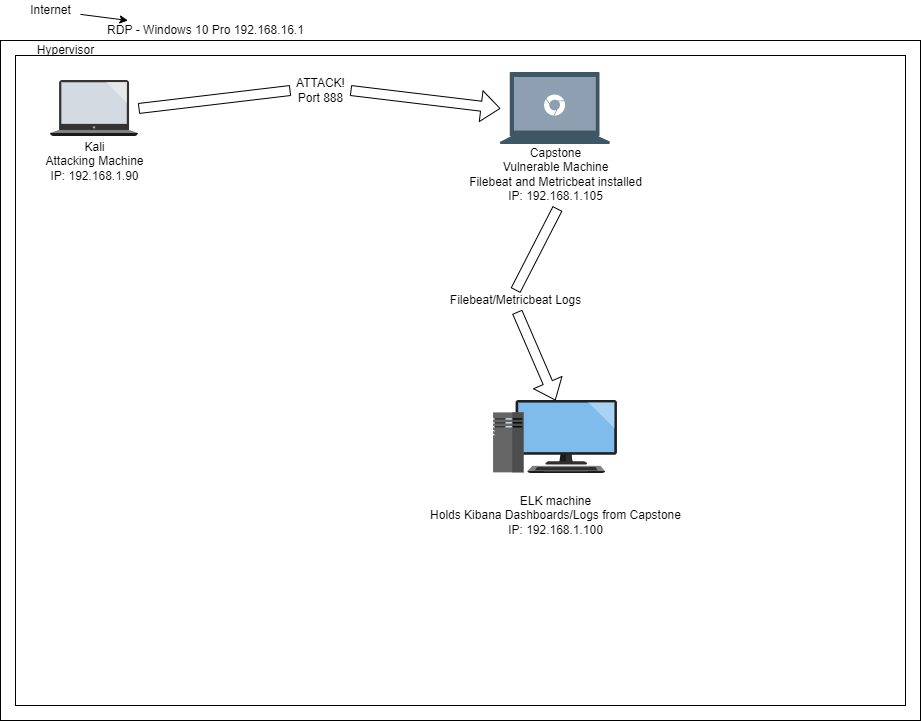 Internet
RDP - Windows 10 Pro 192.168.16.1
Hypervisor
ATTACK!
Port 888
Kali
Attacking Machine
IP: 192.168.1.90
Capstone
Vulnerable Machine
Filebeat and Metricbeat installed
IP: 192.168.1.105
Filebeat/Metricbeat Logs
ELK machine
Holds Kibana Dashboards/Logs from Capstone
IP: 192.168.1.100